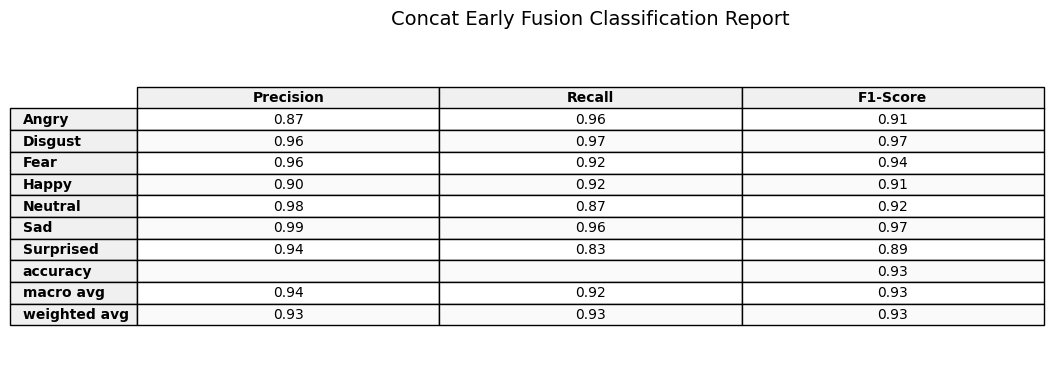 Concat Early Fusion Classification Report
Precision Recall F1-Score
Angry 0.87 0.96 0.91
Disgust 0.96 0.97 0.97
Fear 0.96 0.92 0.94
Happy 0.90 0.92 0.91
Neutral 0.98 0.87 0.92
Sad 0.99 0.96 0.97
Surprised 0.94 0.83 0.89
accuracy 0.93
macro avg 0.94 0.92 0.93
weighted avg 0.93 0.93 0.93